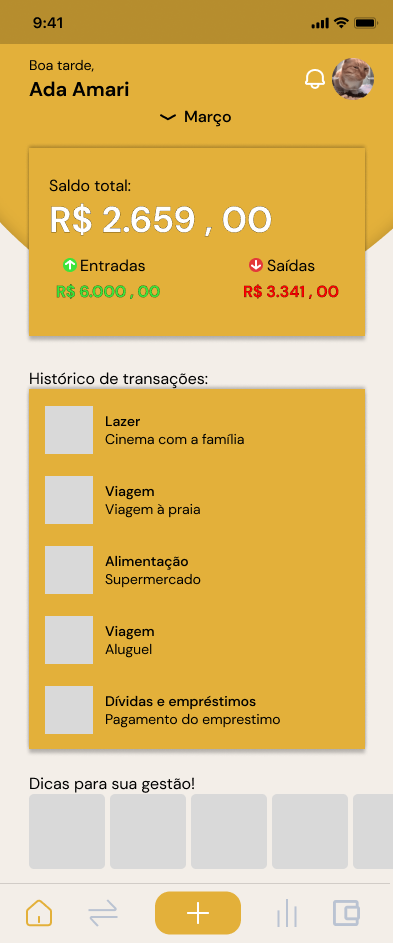 9:41
Boa tarde,
Ada Amari
Março
Saldo total:
R$ 2.659 , 00
Entradas
Saídas
R$ 6.000 , 00
R$ 3.341 , 00
Histórico de transações:
Lazer
Cinema com a família
Viagem
Viagem à praia
Alimentação
Supermercado
Viagem
Aluguel
Dívidas e empréstimos
Pagamento do emprestimo
Dicas para sua gestão!